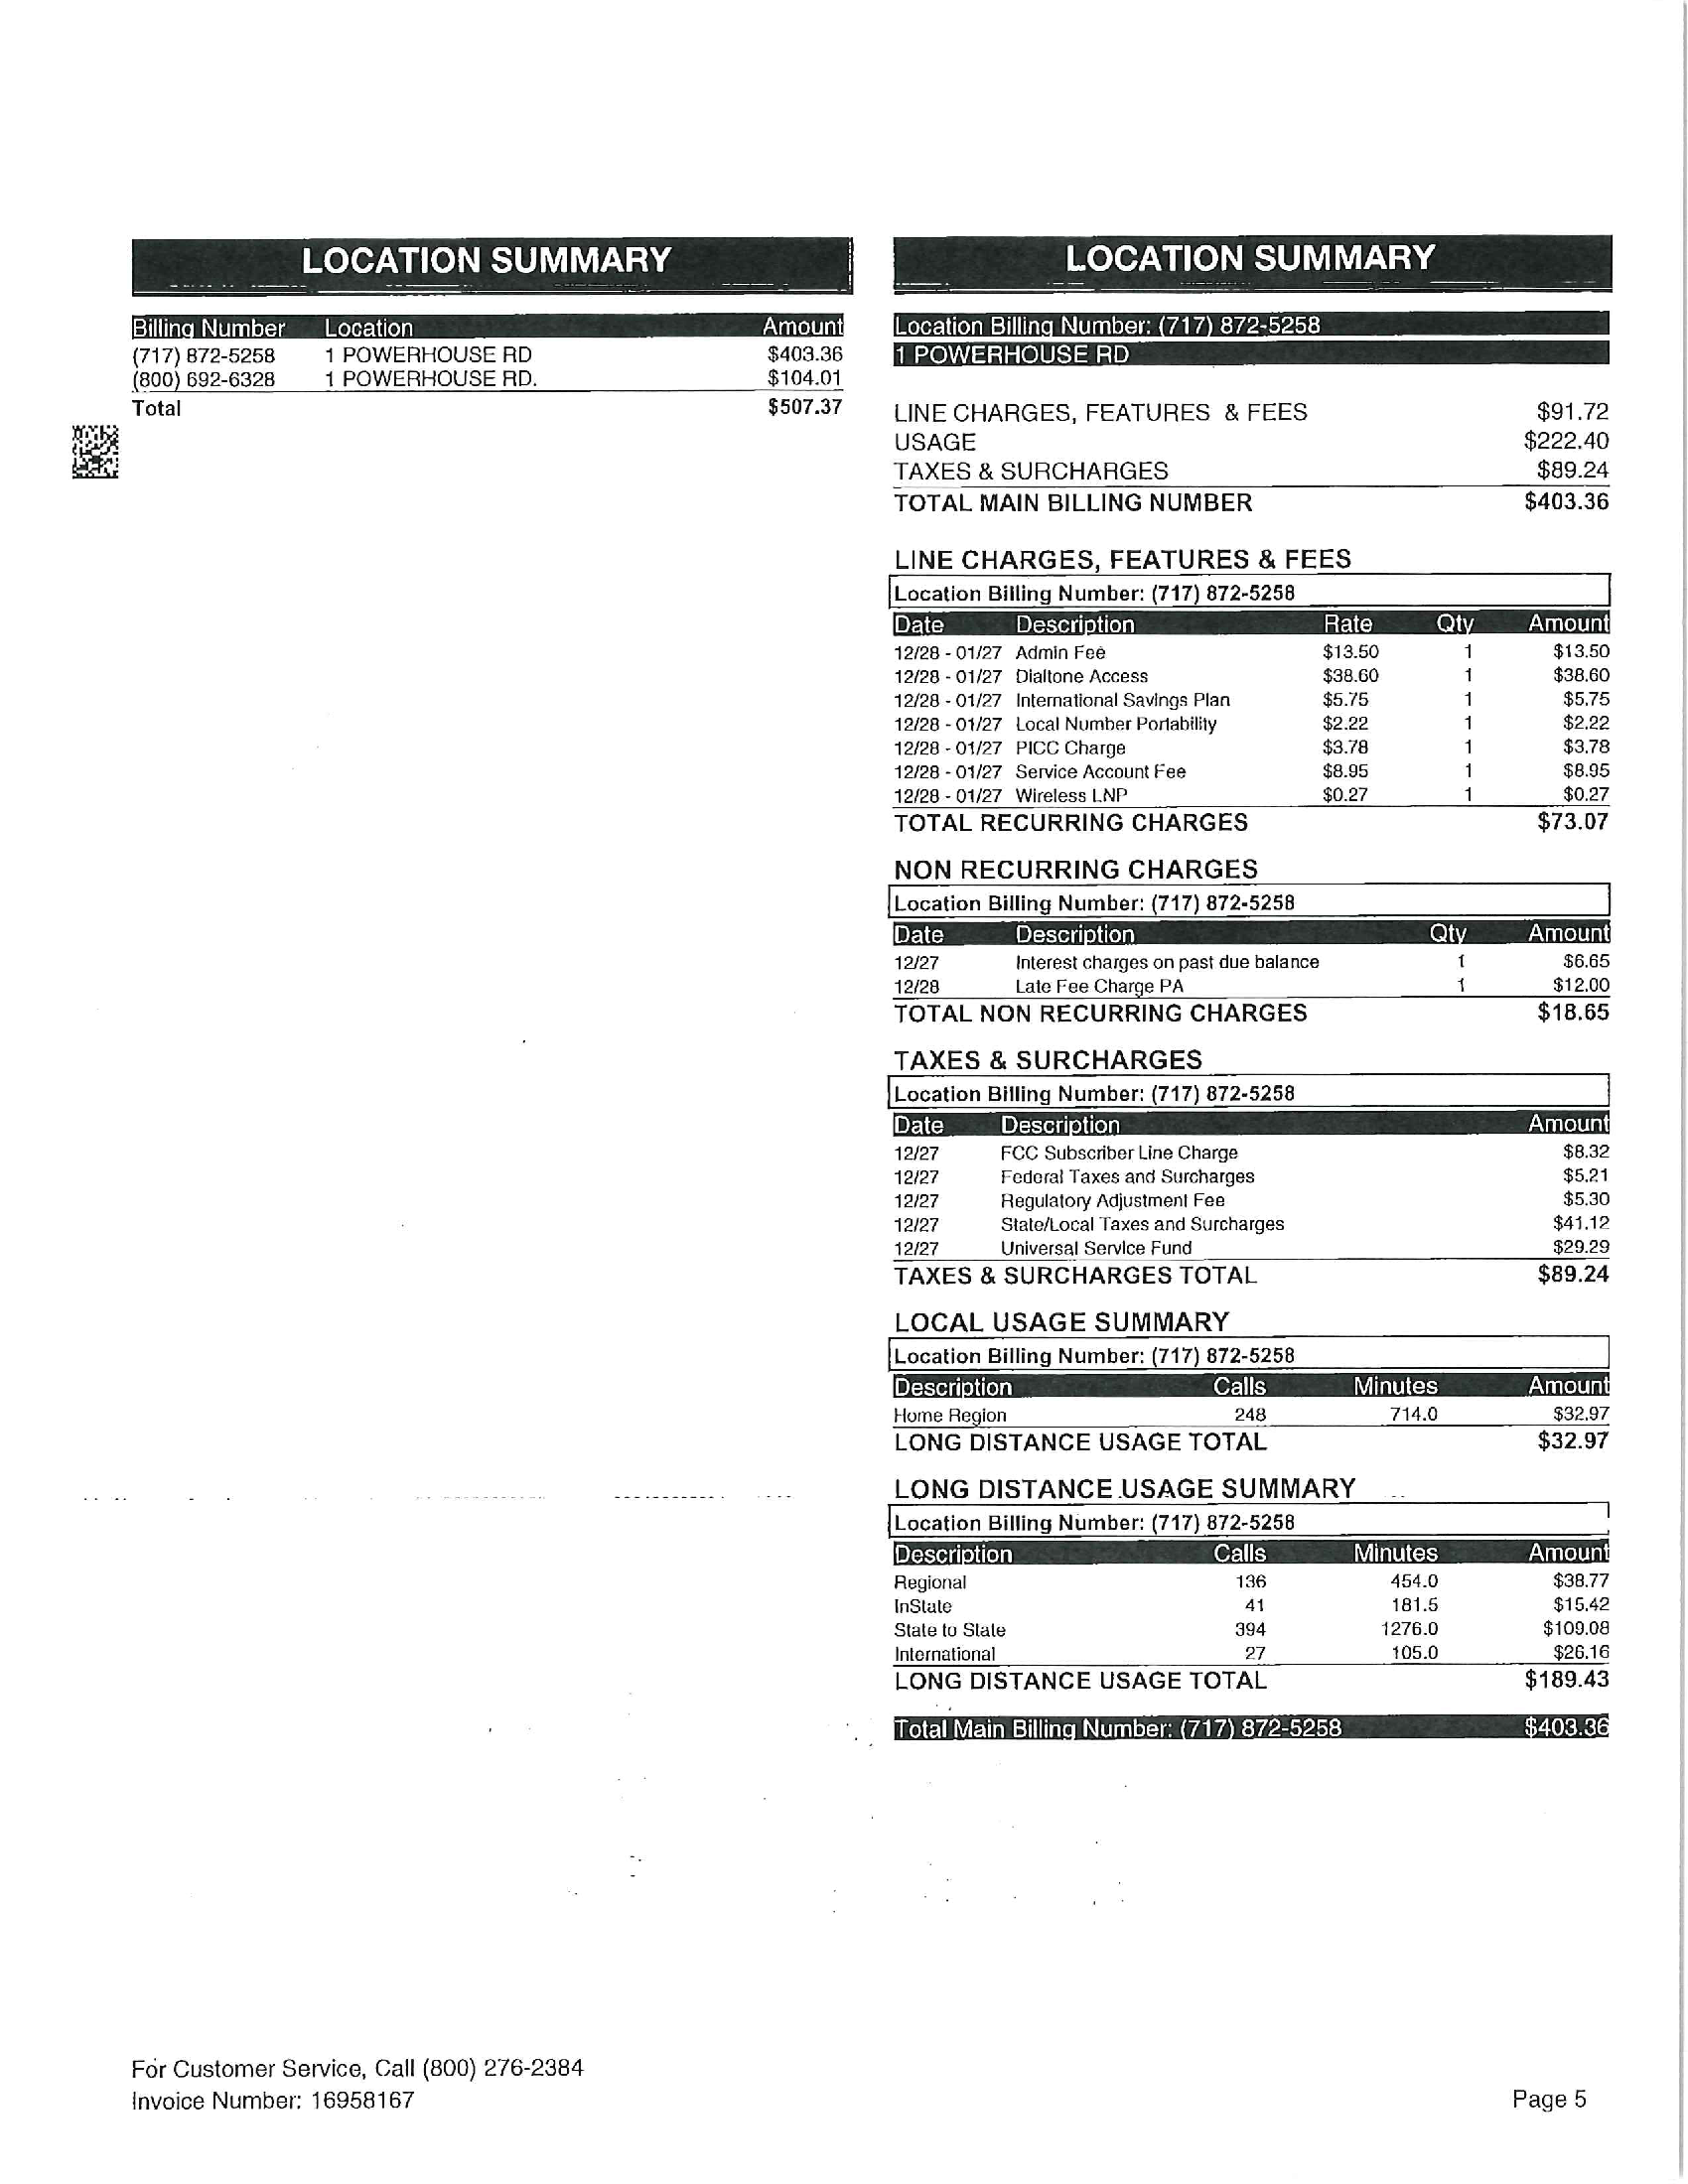 LOCATION SUMMARY
Billing Number Location Amount
(717) 872-5258 1 POWERHOUSE RD $403.36
(800) 692-6328 1 POWERHOUSE RD. $104.01
Total $507.37
LOCATION SUMMARY
Location Billing Number: (717) 872-5258
1 POWERHOUSE RD
LINE CHARGES, FEATURES & FEES $91.72
USAGE $222.40
TAXES & SURCHARGES $89.24
TOTAL MAIN BILLING NUMBER $403.36
LINE CHARGES, FEATURES & FEES
Location Billing Number: (717) 872-5258
Date Description Rate Qty Amount
12/28 - 01/27 Admin Fee $13.50 1 $13.50
12/28 - 01/27 Dialtone Access $38.60 1 $38.60
12/28 - 01/27 International Savings Plan $5.75 1 $5.75
12/28 - 01/27 Local Number Portability $2.22 1 $2.22
12/28 - 01/27 PICC Charge $3.78 1 $3.78
12/28 - 01/27 Service Account Fee $8.95 1 $8.95
12/28 - 01/27 Wireless LNP $0.27 1 $0.27
TOTAL RECURRING CHARGES $73.07
NON RECURRING CHARGES
Location Billing Number: (717) 872-5258
Date Description Qty Amount
12/27 Interest charges on past due balance 1 $6.65
12/28 Late Fee Charge PA 1 $12.00
TOTAL NON RECURRING CHARGES $18.65
TAXES & SURCHARGES
Location Billing Number: (717) 872-5258
Date Description Amount
12/27 FCC Subscriber Line Charge $8.32
12/27 Federal Taxes and Surcharges $5.21
12/27 Regulatory Adjustment Fee $5.30
12/27 State/Local Taxes and Surcharges $41.12
12/27 Universal Service Fund $29.29
TAXES & SURCHARGES TOTAL $89.24
LOCAL USAGE SUMMARY
Location Billing Number: (717) 872-5258
Description Calls Minutes Amount
Home Region 248 714.0 $32.97
LONG DISTANCE USAGE TOTAL $32.97
LONG DISTANCE USAGE SUMMARY
Location Billing Number: (717) 872-5258
Description Calls Minutes Amount
Regional 136 454.0 $38.77
InState 41 181.5 $15.42
State to State 394 1276.0 $109.08
International 27 105.0 $26.16
LONG DISTANCE USAGE TOTAL $189.43
Total Main Billing Number: (717) 872-5258 $403.36
For Customer Service, Call (800) 276-2384
Invoice Number: 16958167
Page 5